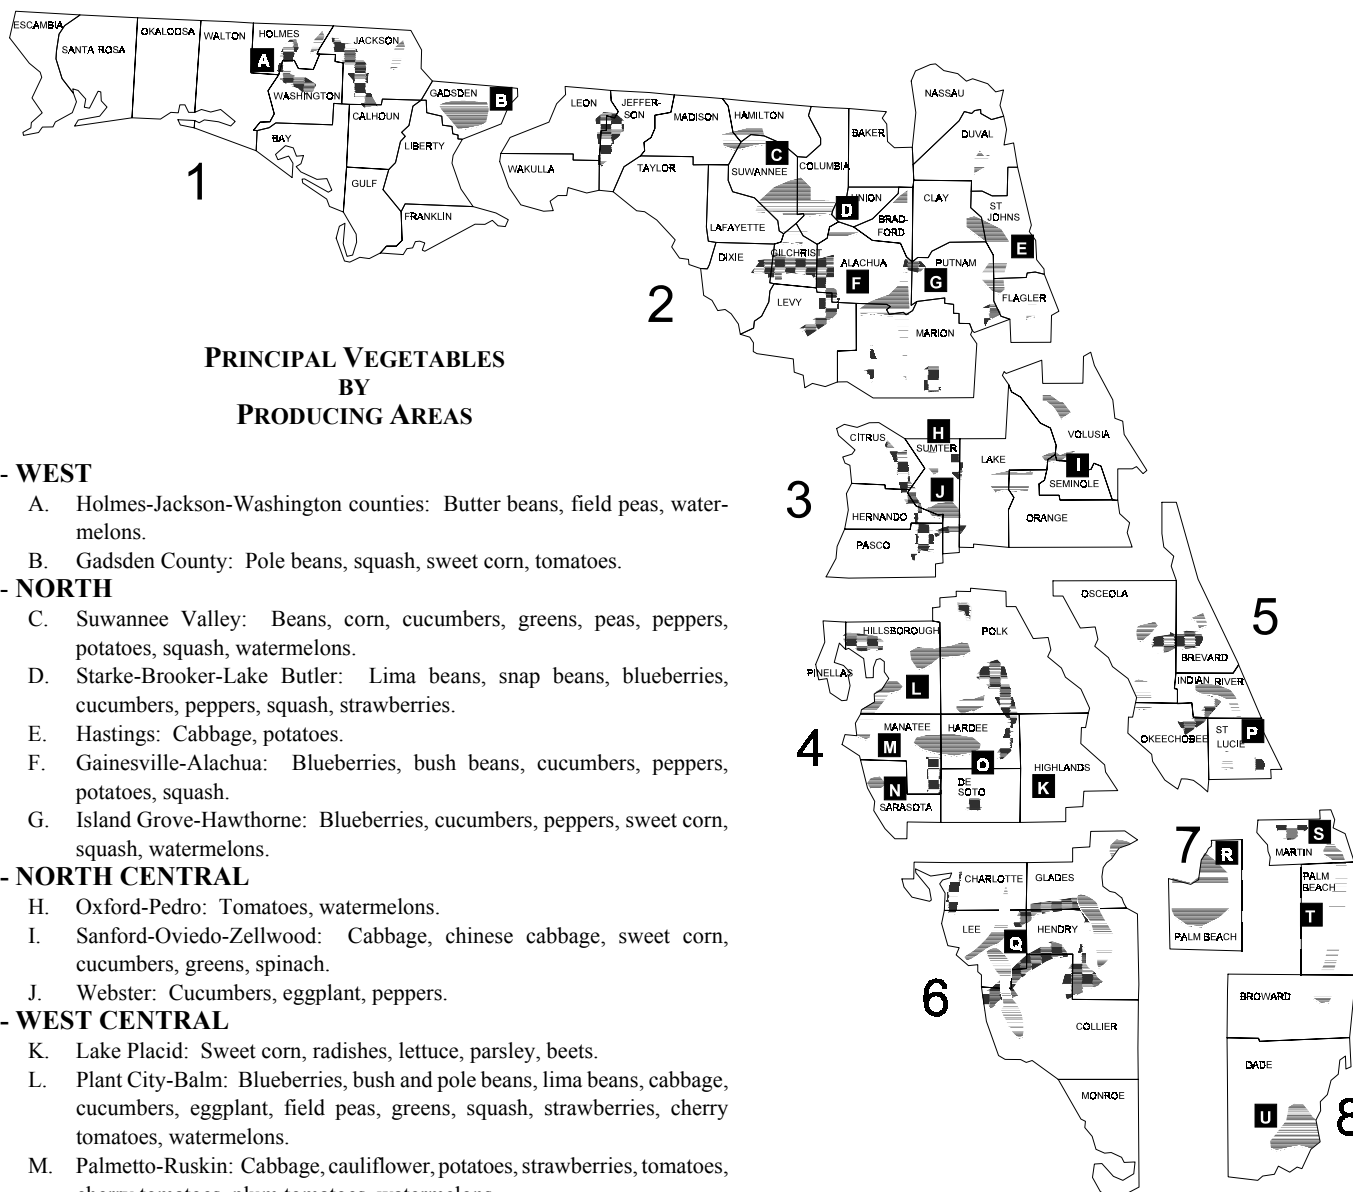 ESCAMBIA
SANTA ROSA
OKALOOSA
WALTON
HOLMES
JACKSON
A
WASHINGTON
GADSDEN
B
BAY
CALHOUN
LIBERTY
GULF
FRANKLIN
1
LEON
JEFFER-
SON
MADISON
HAMILTON
BAKER
NASSAU
DUVAL
WAKULLA
TAYLOR
C
SUWANNEE
COLUMBIA
LAFAYETTE
UNION
D
BRAD-
FORD
CLAY
ST
JOHNS
E
DIXIE
GILCHRIST
ALACHUA
F
PUTNAM
G
FLAGLER
LEVY
MARION
2
PRINCIPAL VEGETABLES
BY
PRODUCING AREAS
CITRUS
H
SUMTER
LAKE
VOLUSIA
I
SEMINOLE
J
HERNANDO
ORANGE
PASCO
3
OSCEOLA
BREVARD
INDIAN RIVER
OKEECHOBEE
ST
LUCIE
P
5
HILLSBOROUGH
POLK
PINELLAS
L
MANATEE
HARDEE
M
O
N
SARASOTA
DE
SOTO
K
HIGHLANDS
4
CHARLOTTE
GLADES
LEE
HENDRY
Q
COLLIER
MONROE
6
7
R
PALM BEACH
S
MARTIN
PALM
BEACH
T
BROWARD
DADE
U
8
- WEST
A. Holmes-Jackson-Washington counties: Butter beans, field peas, water-
melons.
B. Gadsden County: Pole beans, squash, sweet corn, tomatoes.
- NORTH
C. Suwannee Valley: Beans, corn, cucumbers, greens, peas, peppers,
potatoes, squash, watermelons.
D. Starke-Brooker-Lake Butler: Lima beans, snap beans, blueberries,
cucumbers, peppers, squash, strawberries.
E. Hastings: Cabbage, potatoes.
F. Gainesville-Alachua: Blueberries, bush beans, cucumbers, peppers,
potatoes, squash.
G. Island Grove-Hawthorne: Blueberries, cucumbers, peppers, sweet corn,
squash, watermelons.
- NORTH CENTRAL
H. Oxford-Pedro: Tomatoes, watermelons.
I. Sanford-Oviedo-Zellwood: Cabbage, chinese cabbage, sweet corn,
cucumbers, greens, spinach.
J. Webster: Cucumbers, eggplant, peppers.
- WEST CENTRAL
K. Lake Placid: Sweet corn, radishes, lettuce, parsley, beets.
L. Plant City-Balm: Blueberries, bush and pole beans, lima beans, cabbage,
cucumbers, eggplant, field peas, greens, squash, strawberries, cherry
tomatoes, watermelons.
M. Palmetto-Ruskin: Cabbage, cauliflower, potatoes, strawberries, tomatoes,